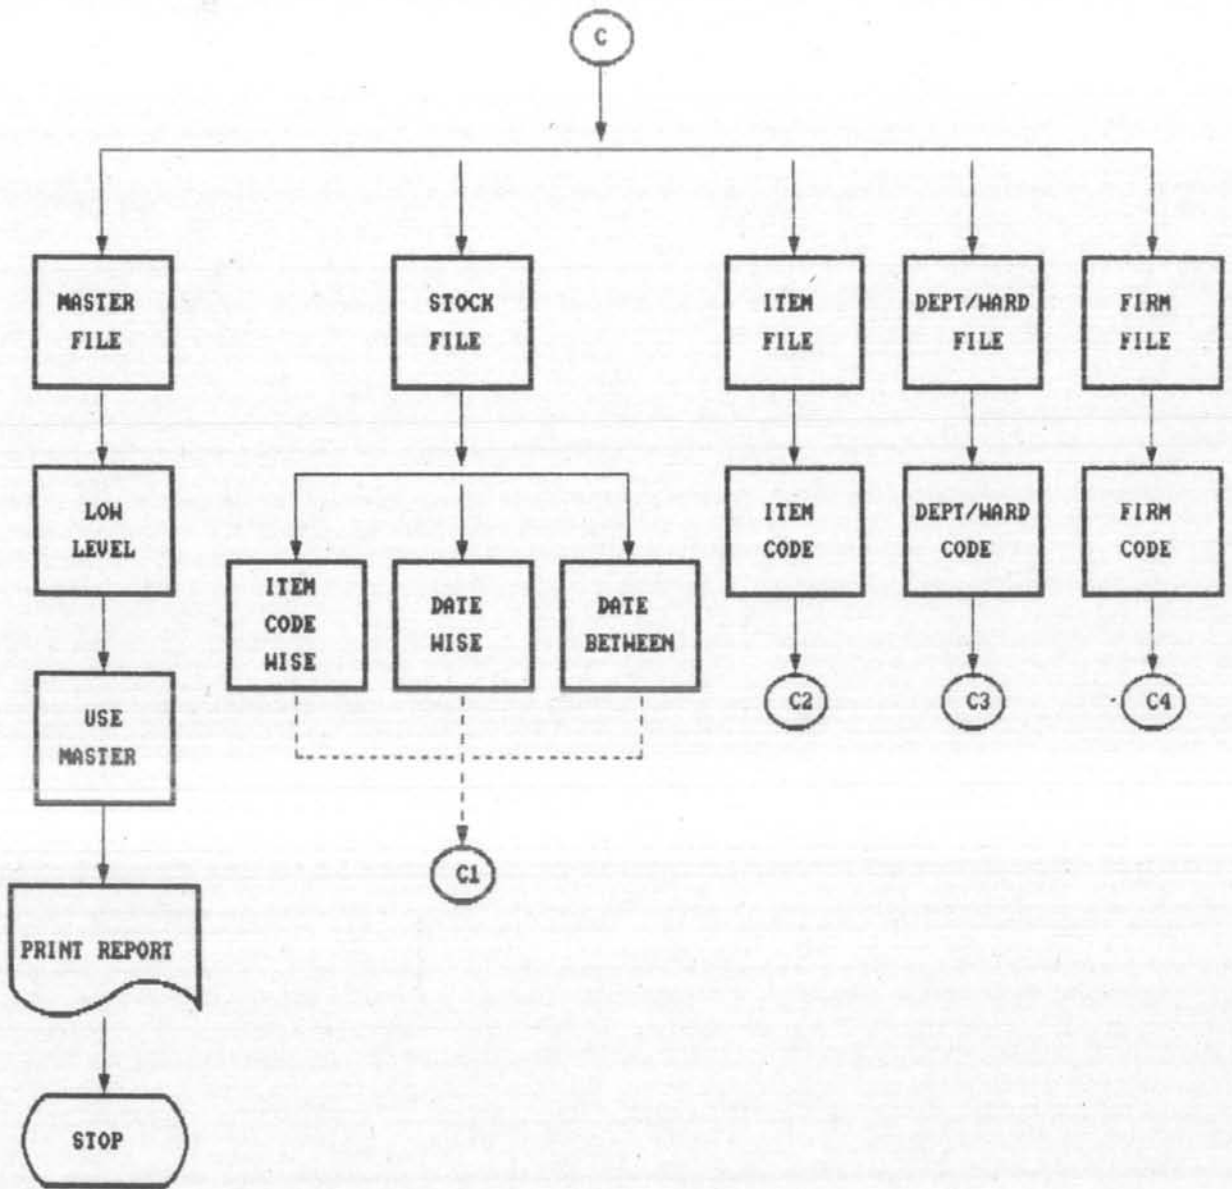 C
MASTER
FILE
STOCK
FILE
ITEM
FILE
DEPT/WARD
FILE
FIRM
FILE
LOW
LEVEL
ITEM
CODE
WISE
DATE
WISE
DATE
BETWEEN
ITEM
CODE
DEPT/WARD
CODE
FIRM
CODE
USE
MASTER
C2
C3
C4
C1
PRINT REPORT
STOP